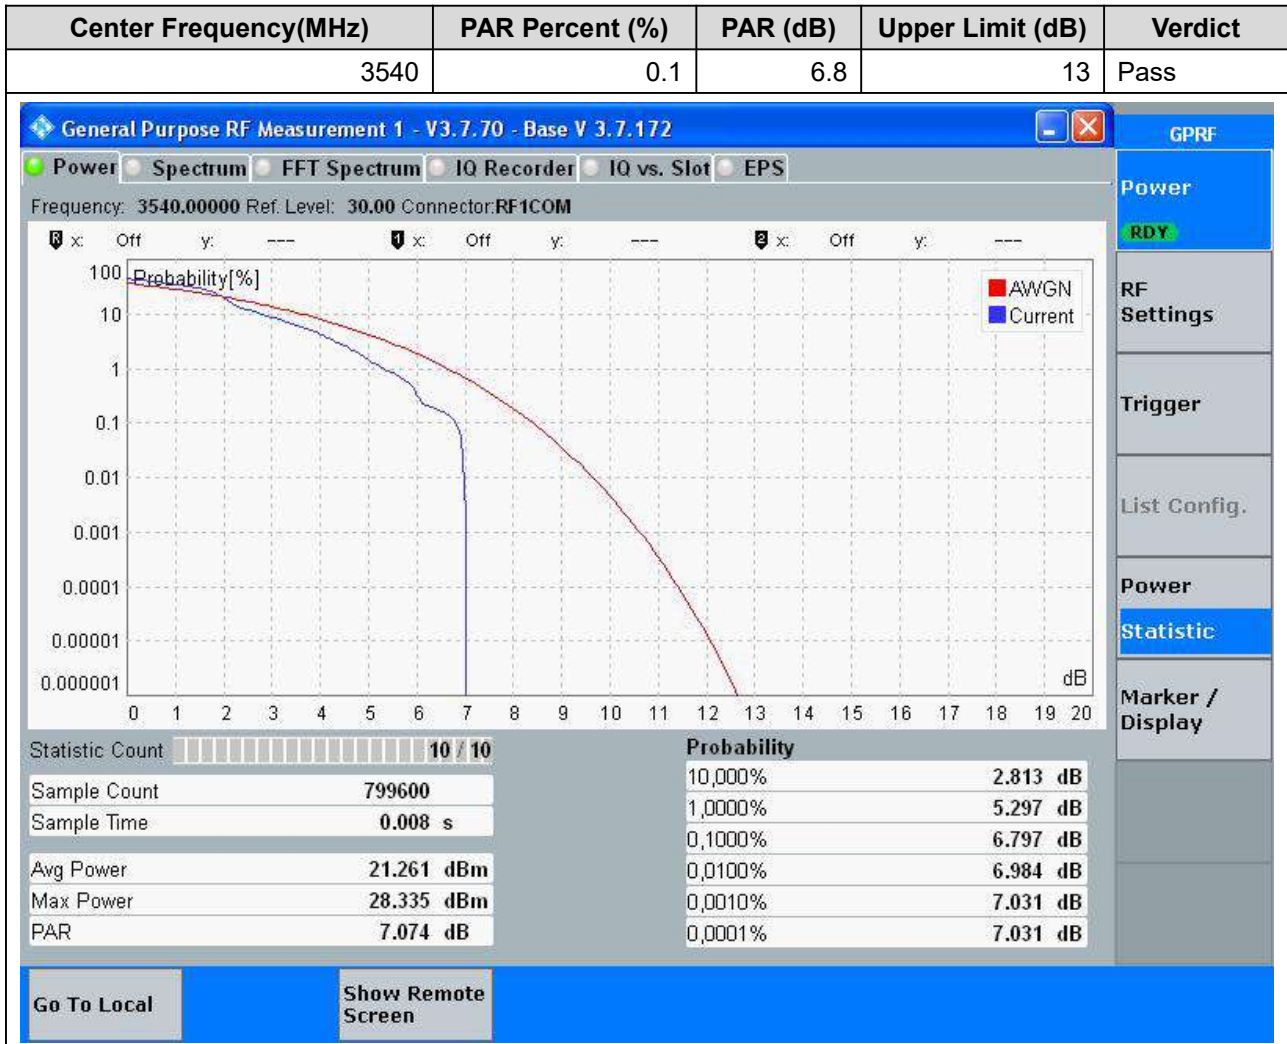 Center Frequency(MHz) PAR Percent (%) PAR (dB) Upper Limit (dB) Verdict
3540 0.1 6.8 13 Pass
General Purpose RF Measurement 1 - V3.7.70 - Base V 3.7.172
GPRF
Power Spectrum FFT Spectrum IQ Recorder IQ vs. Slot EPS
Power
RDY
Frequency: 3540.00000 Ref. Level: 30.00 Connector:RF1COM
R x: Off y: --- 1 x: Off y: --- 2 x: Off y: ---
Probability[%]
AWGN
Current
100
10
1
0.1
0.01
0.001
0.0001
0.00001
0.000001
dB
0 1 2 3 4 5 6 7 8 9 10 11 12 13 14 15 16 17 18 19 20
RF
Settings
Trigger
List Config.
Power
Statistic
Marker /
Display
Statistic Count 10 / 10
Sample Count 799600
Sample Time 0.008 s
Avg Power 21.261 dBm
Max Power 28.335 dBm
PAR 7.074 dB
Probability
10,000% 2.813 dB
1,0000% 5.297 dB
0,1000% 6.797 dB
0,0100% 6.984 dB
0,0010% 7.031 dB
0,0001% 7.031 dB
Go To Local
Show Remote
Screen